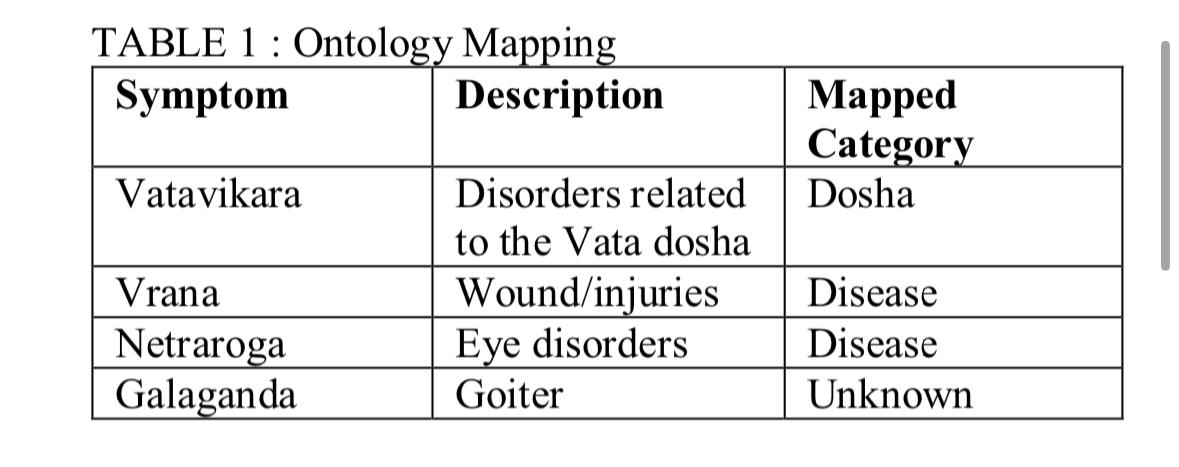 TABLE 1 : Ontology Mapping
Symptom Description Mapped
Category
Vatavikara Disorders related Dosha
to the Vata dosha
Vrana Wound/injuries Disease
Netraroga Eye disorders Disease
Galaganda Goiter Unknown